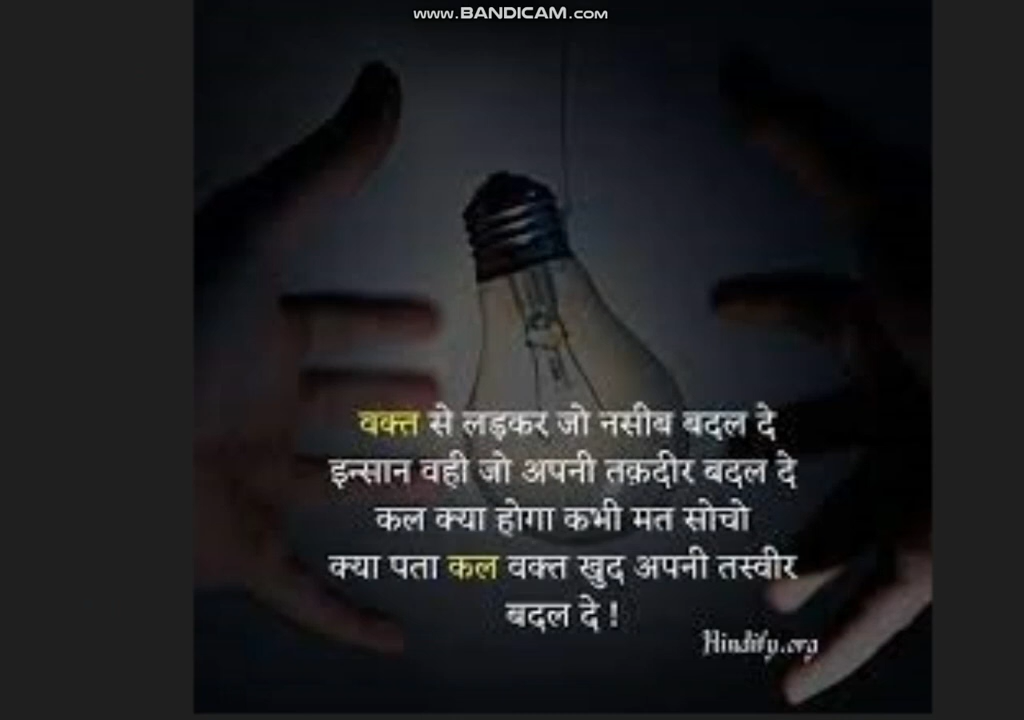 www.BANDICAM.com
वक्त से लड़कर जो नसीब बदल दे
इन्सान वही जो अपनी तक़दीर बदल दे
कल क्या होगा कभी मत सोचो
क्या पता कल वक्त खुद अपनी तस्वीर
बदल दे !
Hindify.org